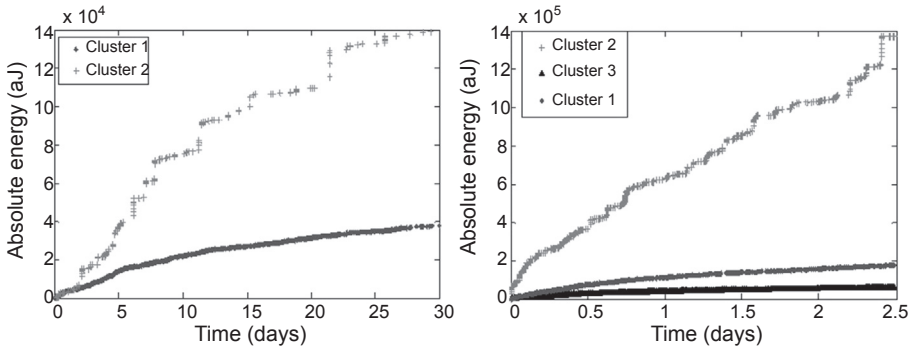 x 10⁴
14
12
10
8
6
4
2
0
0 5 10 15 20 25 30
Absolute energy (aJ)
Time (days)
Cluster 1
Cluster 2
x 10⁵
14
12
10
8
6
4
2
0
0 0.5 1 1.5 2 2.5
Absolute energy (aJ)
Time (days)
Cluster 2
Cluster 3
Cluster 1